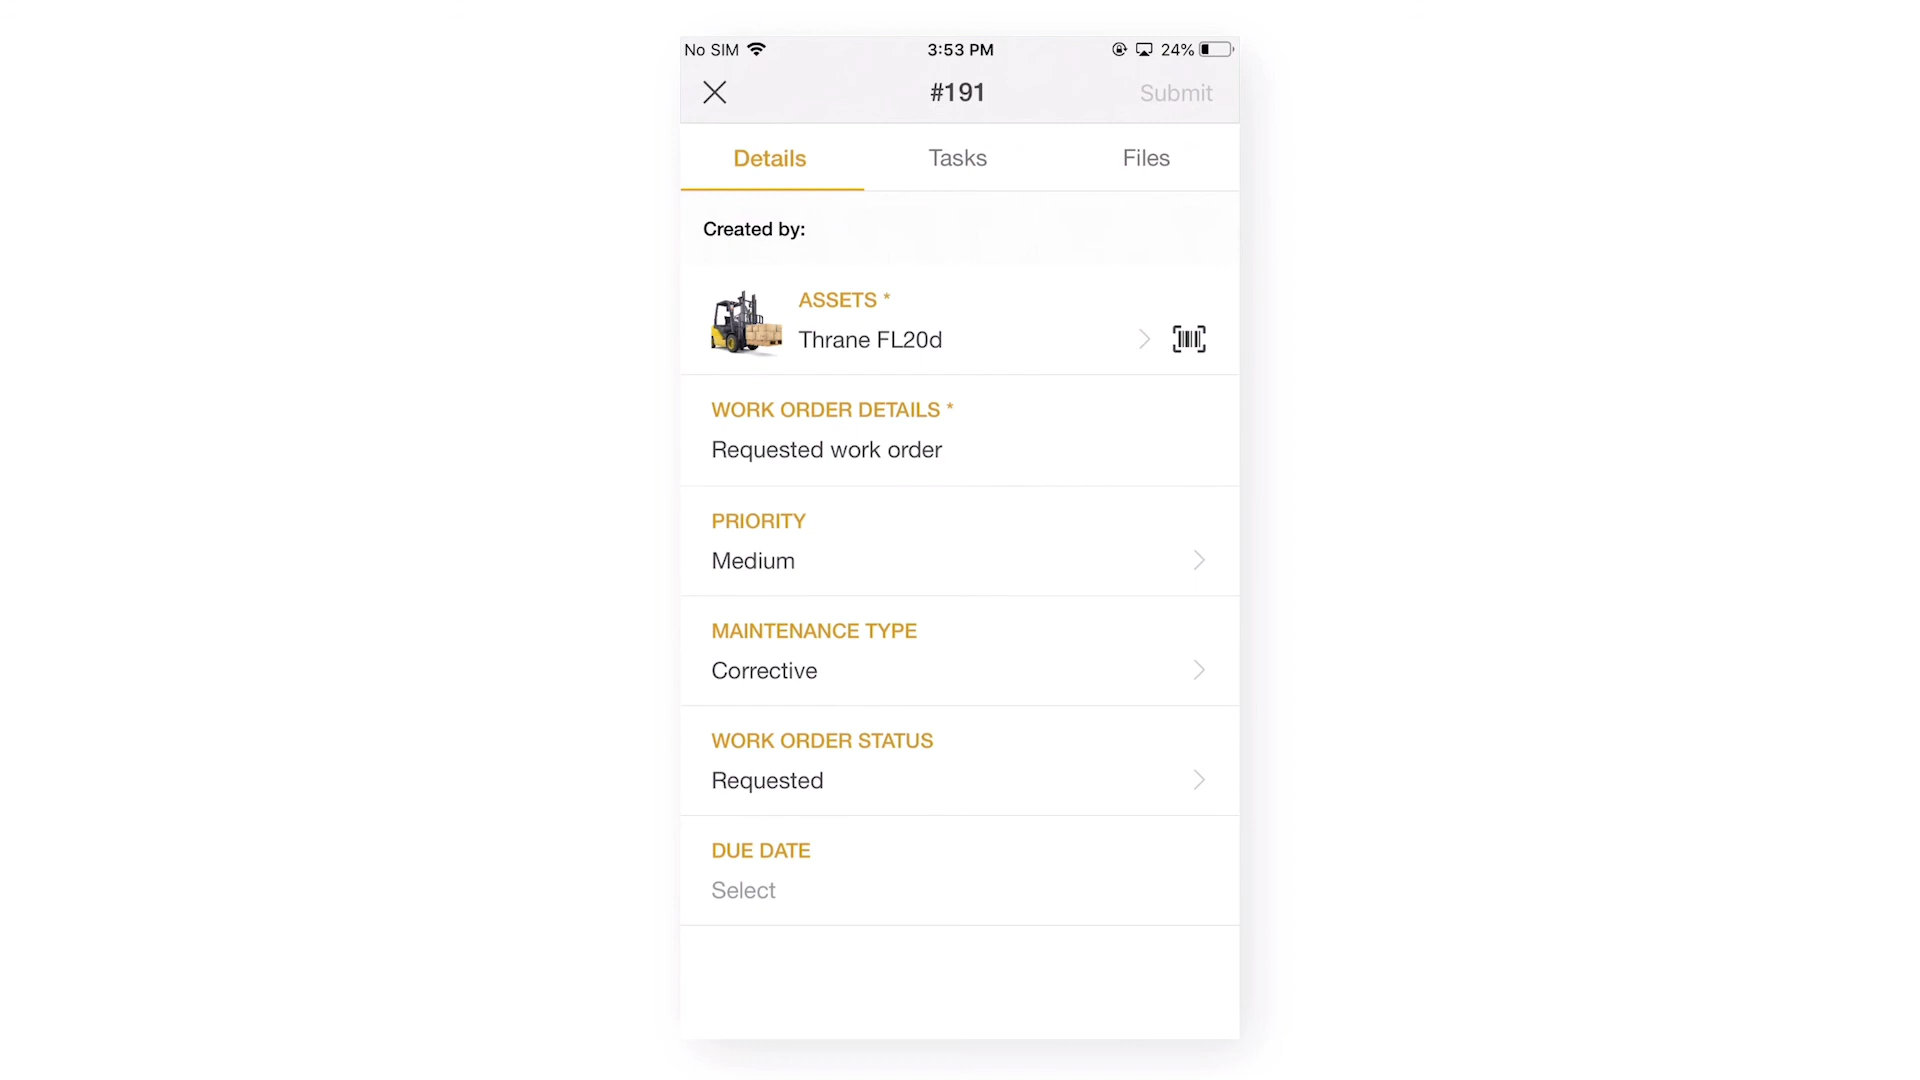 No SIM 3:53 PM 24%
#191 Submit
Details Tasks Files
Created by:
ASSETS *
Thrane FL20d
WORK ORDER DETAILS *
Requested work order
PRIORITY
Medium
MAINTENANCE TYPE
Corrective
WORK ORDER STATUS
Requested
DUE DATE
Select